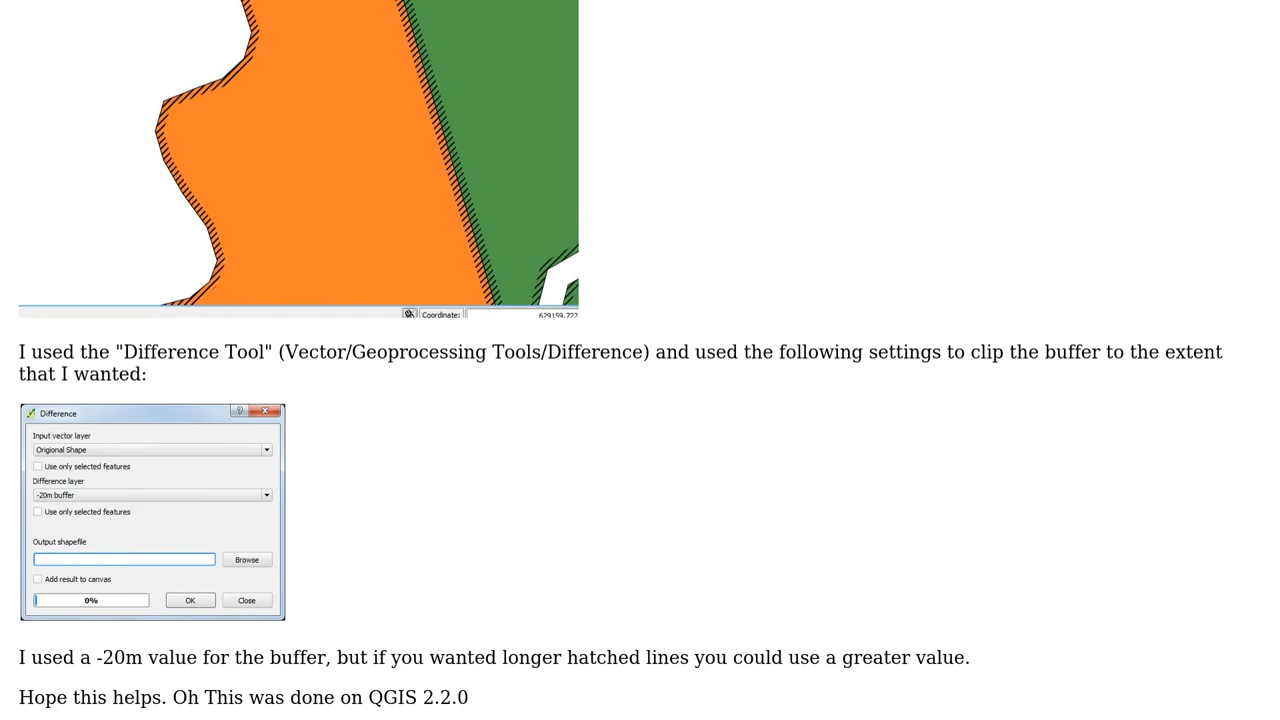 Coordinate:
629159.722
I used the "Difference Tool" (Vector/Geoprocessing Tools/Difference) and used the following settings to clip the buffer to the extent
that I wanted:
Difference
Input vector layer
Origional Shape
Use only selected features
Difference layer
-20m buffer
Use only selected features
Output shapefile
Browse
Add result to canvas
0%
OK
Close
I used a -20m value for the buffer, but if you wanted longer hatched lines you could use a greater value.
Hope this helps. Oh This was done on QGIS 2.2.0